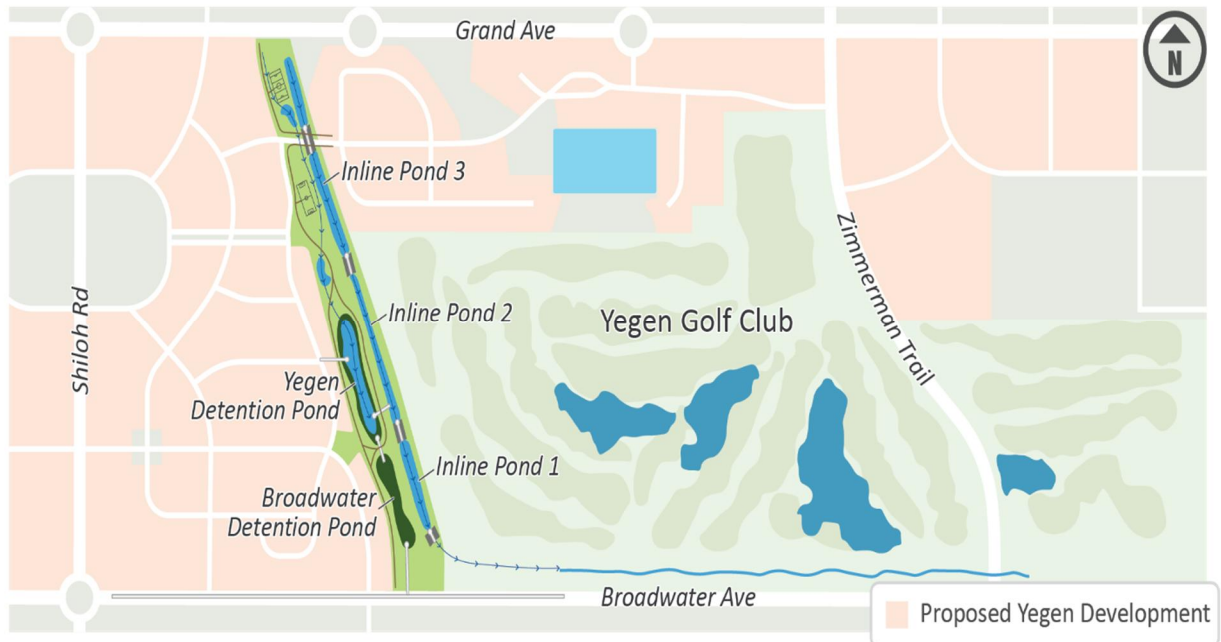 Grand Ave
N
Inline Pond 3
Zimmerman Trail
Shiloh Rd
Inline Pond 2
Yegen Golf Club
Yegen
Detention Pond
Inline Pond 1
Broadwater
Detention Pond
Broadwater Ave
Proposed Yegen Development